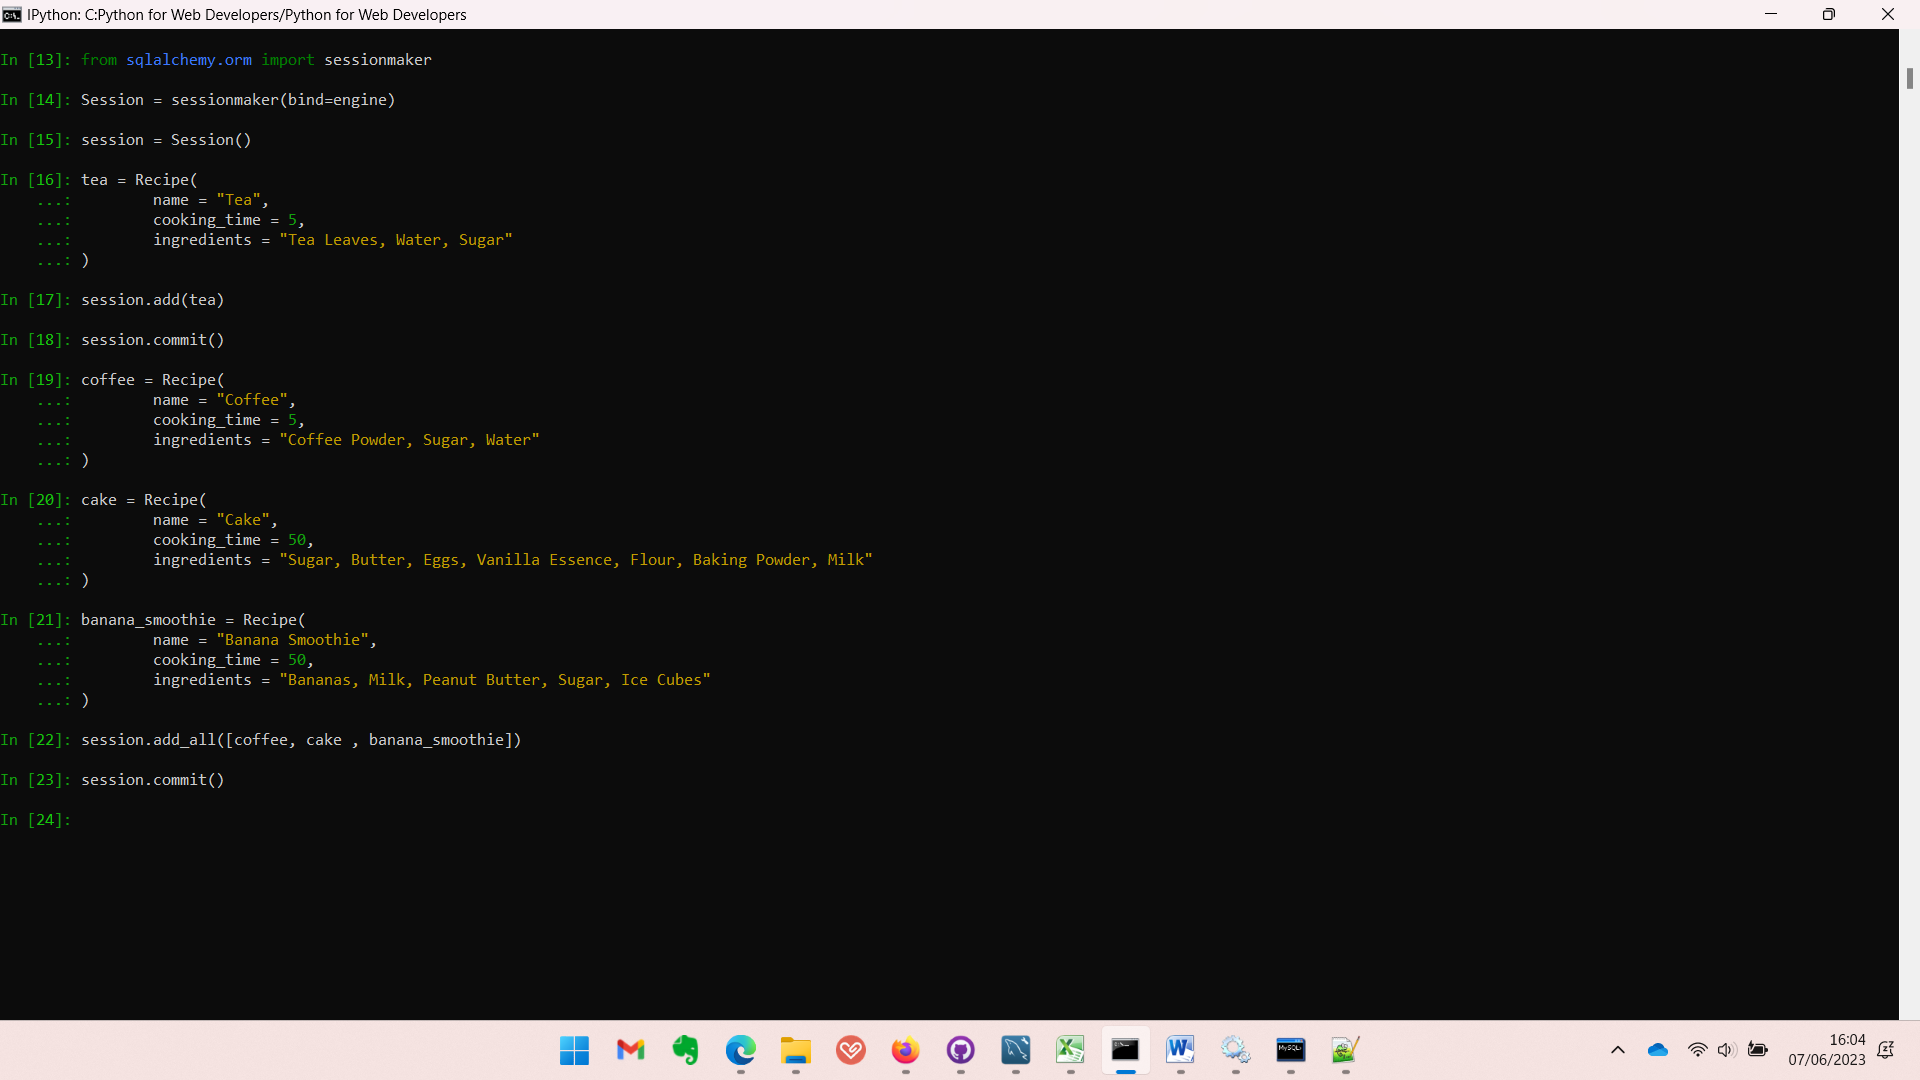 IPython: C:Python for Web Developers/Python for Web Developers
In [13]: from sqlalchemy.orm import sessionmaker
In [14]: Session = sessionmaker(bind=engine)
In [15]: session = Session()
In [16]: tea = Recipe(
...: name = "Tea",
...: cooking_time = 5,
...: ingredients = "Tea Leaves, Water, Sugar"
...: )
In [17]: session.add(tea)
In [18]: session.commit()
In [19]: coffee = Recipe(
...: name = "Coffee",
...: cooking_time = 5,
...: ingredients = "Coffee Powder, Sugar, Water"
...: )
In [20]: cake = Recipe(
...: name = "Cake",
...: cooking_time = 50,
...: ingredients = "Sugar, Butter, Eggs, Vanilla Essence, Flour, Baking Powder, Milk"
...: )
In [21]: banana_smoothie = Recipe(
...: name = "Banana Smoothie",
...: cooking_time = 50,
...: ingredients = "Bananas, Milk, Peanut Butter, Sugar, Ice Cubes"
...: )
In [22]: session.add_all([coffee, cake , banana_smoothie])
In [23]: session.commit()
In [24]:
16:04
07/06/2023